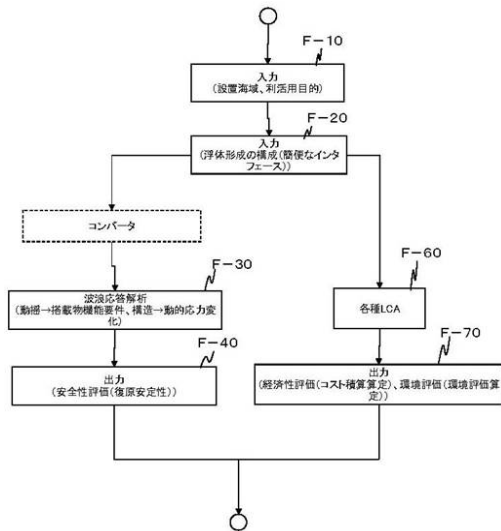 F-10
入力
(設置海域、利活用目的)
F-20
入力
(浮体形成の構成(簡便なインタ
フェース))
コンバータ
F-30
波浪応答解析
(動揺→搭載物機能要件、構造→動的応力変
化)
F-60
各種LCA
F-40
出力
(安全性評価(復原安定性))
F-70
出力
(経済性評価(コスト積算算定)、環境評価(環境評価算
定))